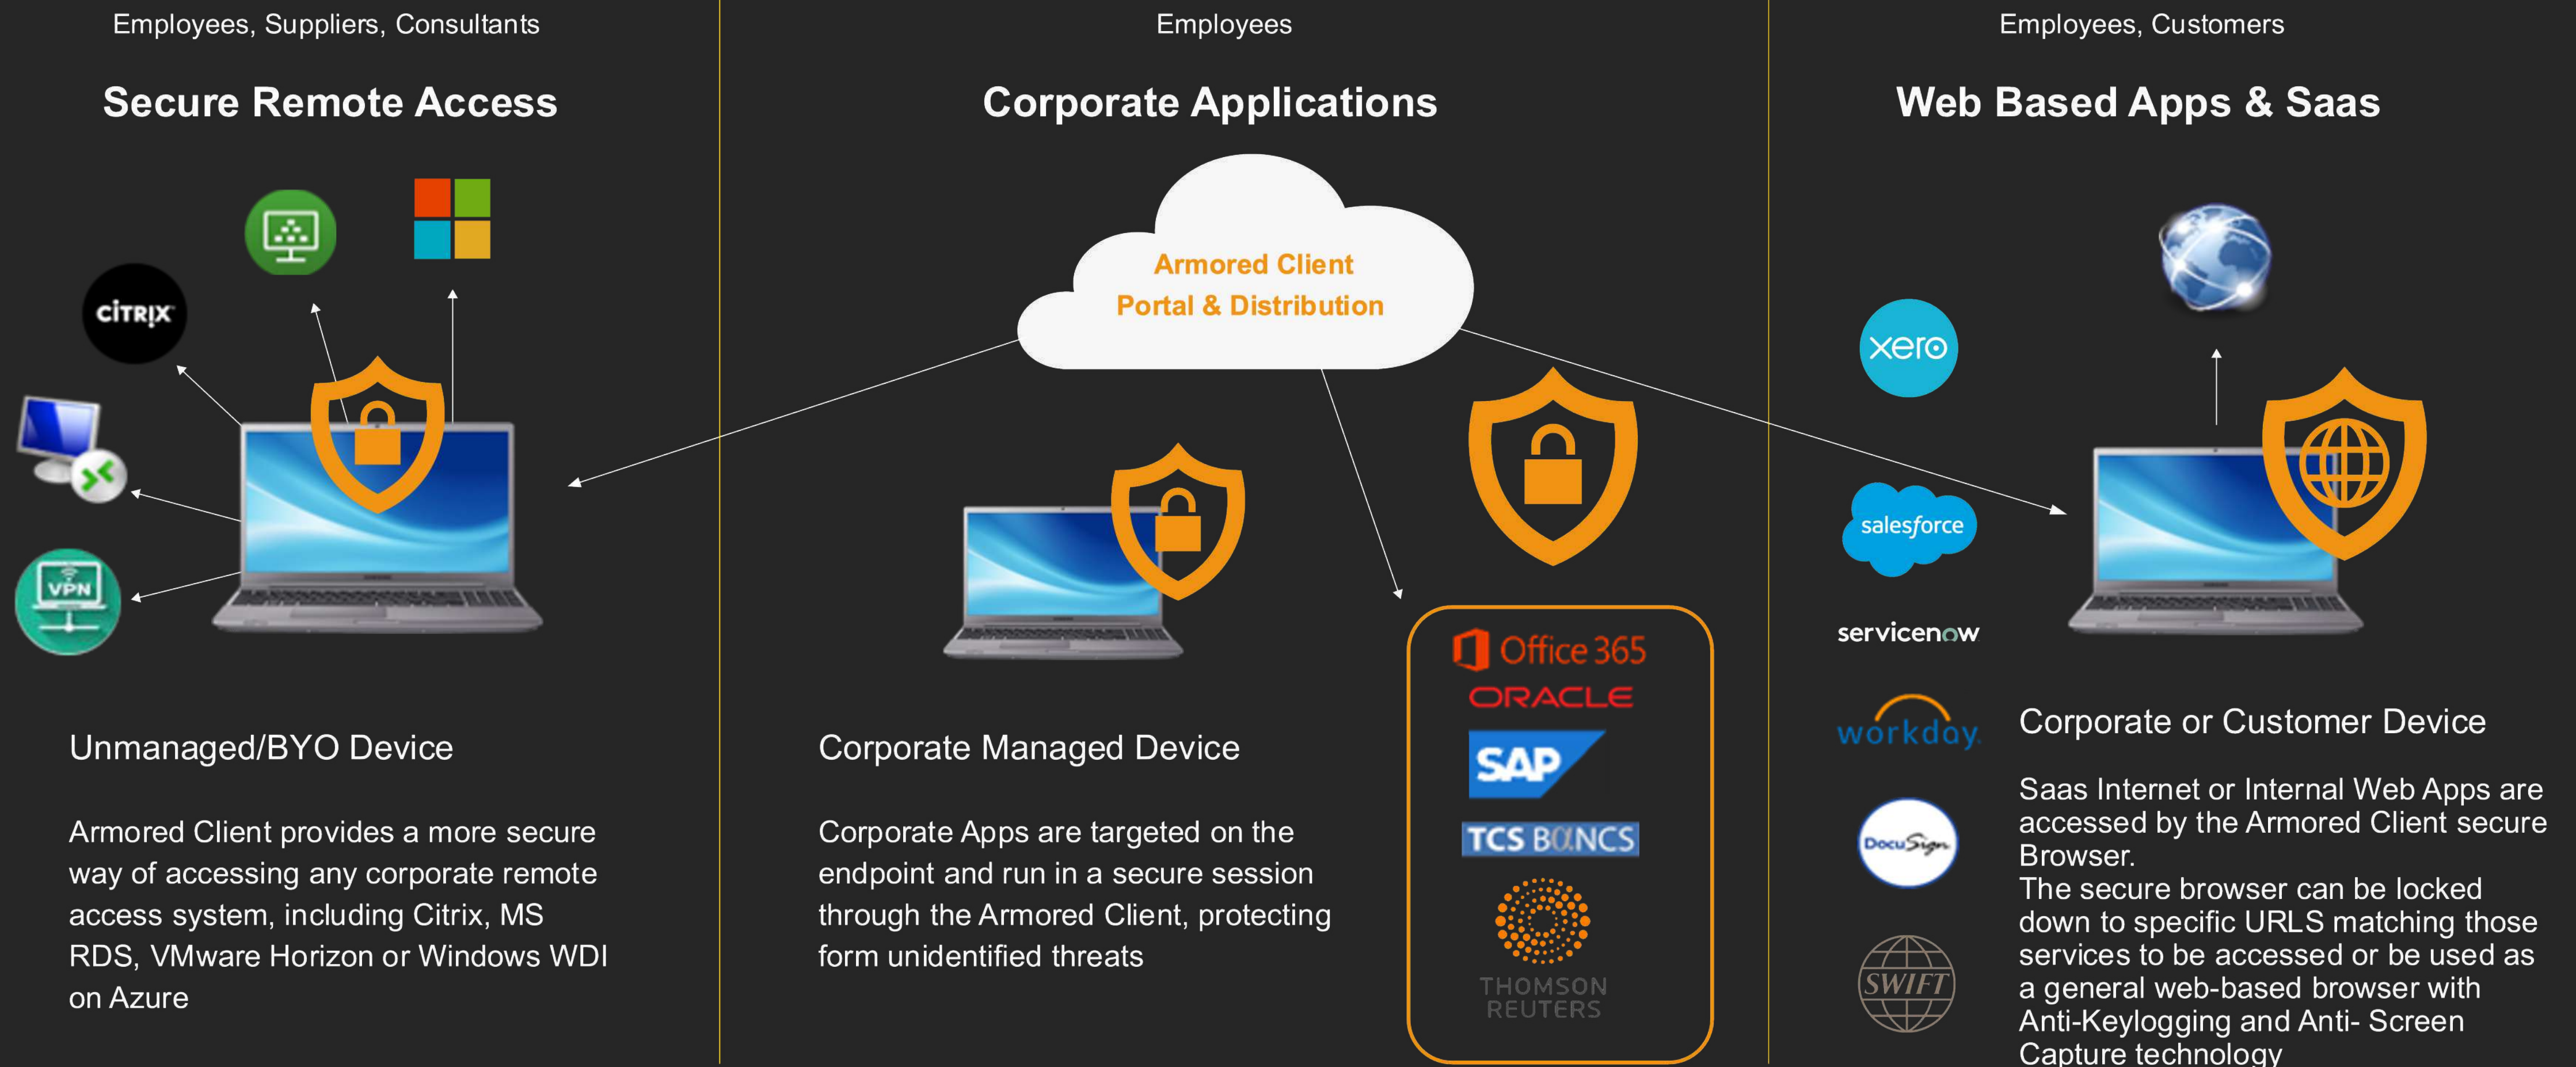 Employees, Suppliers, Consultants
Secure Remote Access
CİTRIX
VPN
Unmanaged/BYO Device
Armored Client provides a more secure
way of accessing any corporate remote
access system, including Citrix, MS
RDS, VMware Horizon or Windows WDI
on Azure
Employees
Corporate Applications
Armored Client
Portal & Distribution
Corporate Managed Device
Corporate Apps are targeted on the
endpoint and run in a secure session
through the Armored Client, protecting
form unidentified threats
Office 365
ORACLE
SAP
TCS BαNCS
THOMSON
REUTERS
Employees, Customers
Web Based Apps & Saas
xero
salesforce
servicenow
workday.
DocuSign
SWIFT
Corporate or Customer Device
Saas Internet or Internal Web Apps are
accessed by the Armored Client secure
Browser.
The secure browser can be locked
down to specific URLS matching those
services to be accessed or be used as
a general web-based browser with
Anti-Keylogging and Anti- Screen
Capture technology